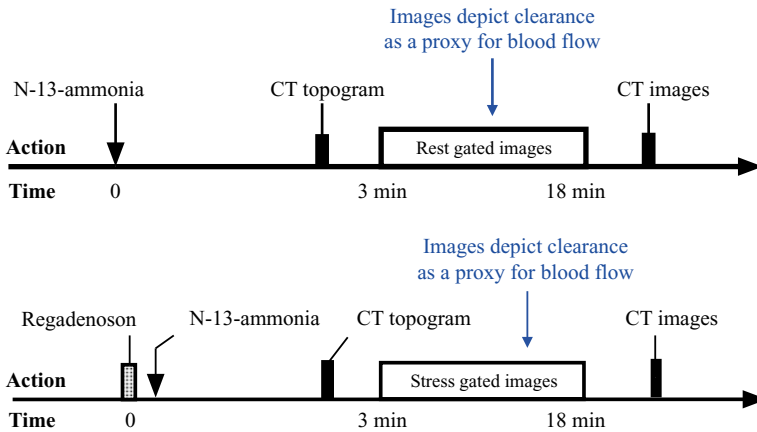 Images depict clearance
as a proxy for blood flow
N-13-ammonia CT topogram CT images
Action Rest gated images
Time 0 3 min 18 min
Images depict clearance
as a proxy for blood flow
Regadenoson N-13-ammonia CT topogram CT images
Action Stress gated images
Time 0 3 min 18 min